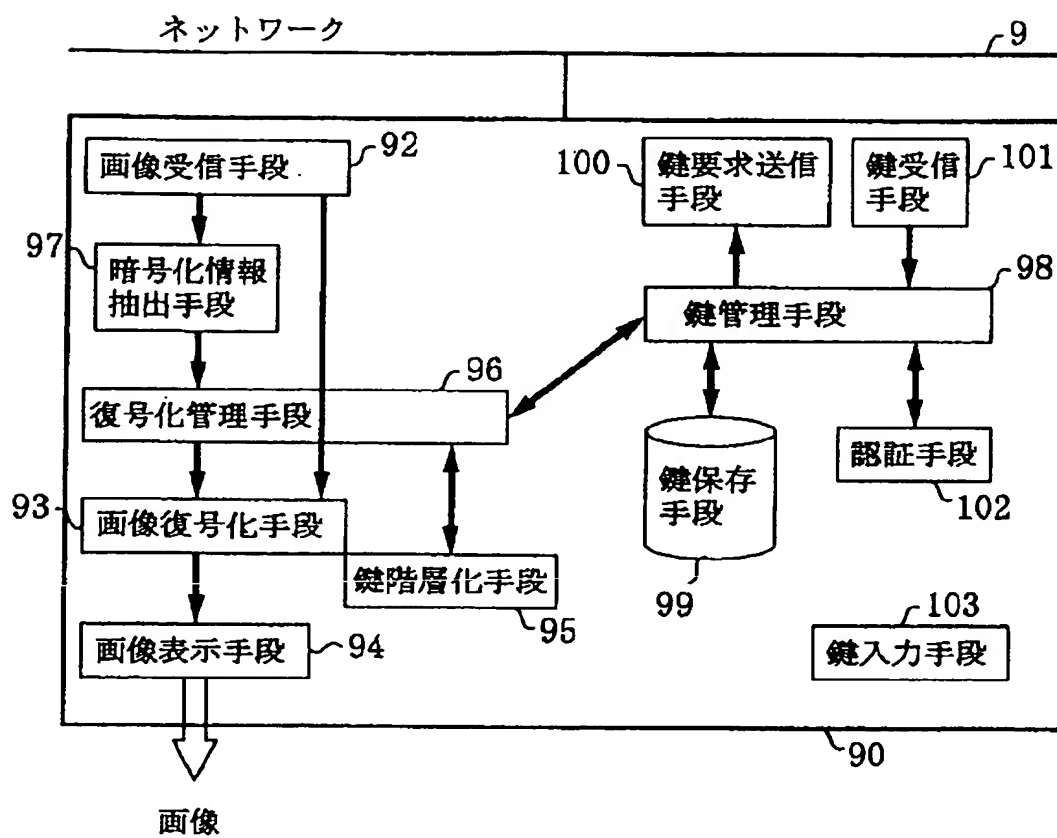 ネットワーク
9
画像受信手段
92
100
鍵要求送信
手段
鍵受信
手段
101
97
暗号化情報
抽出手段
98
鍵管理手段
96
復号化管理手段
93
画像復号化手段
鍵階層化手段
95
鍵保存
手段
99
認証手段
102
103
鍵入力手段
画像表示手段
94
90
画像